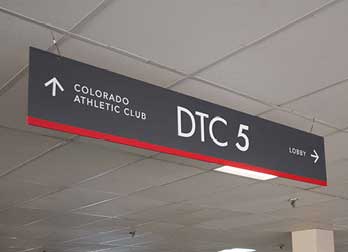 COLORADO
ATHLETIC CLUB
DTC 5
LOBBY